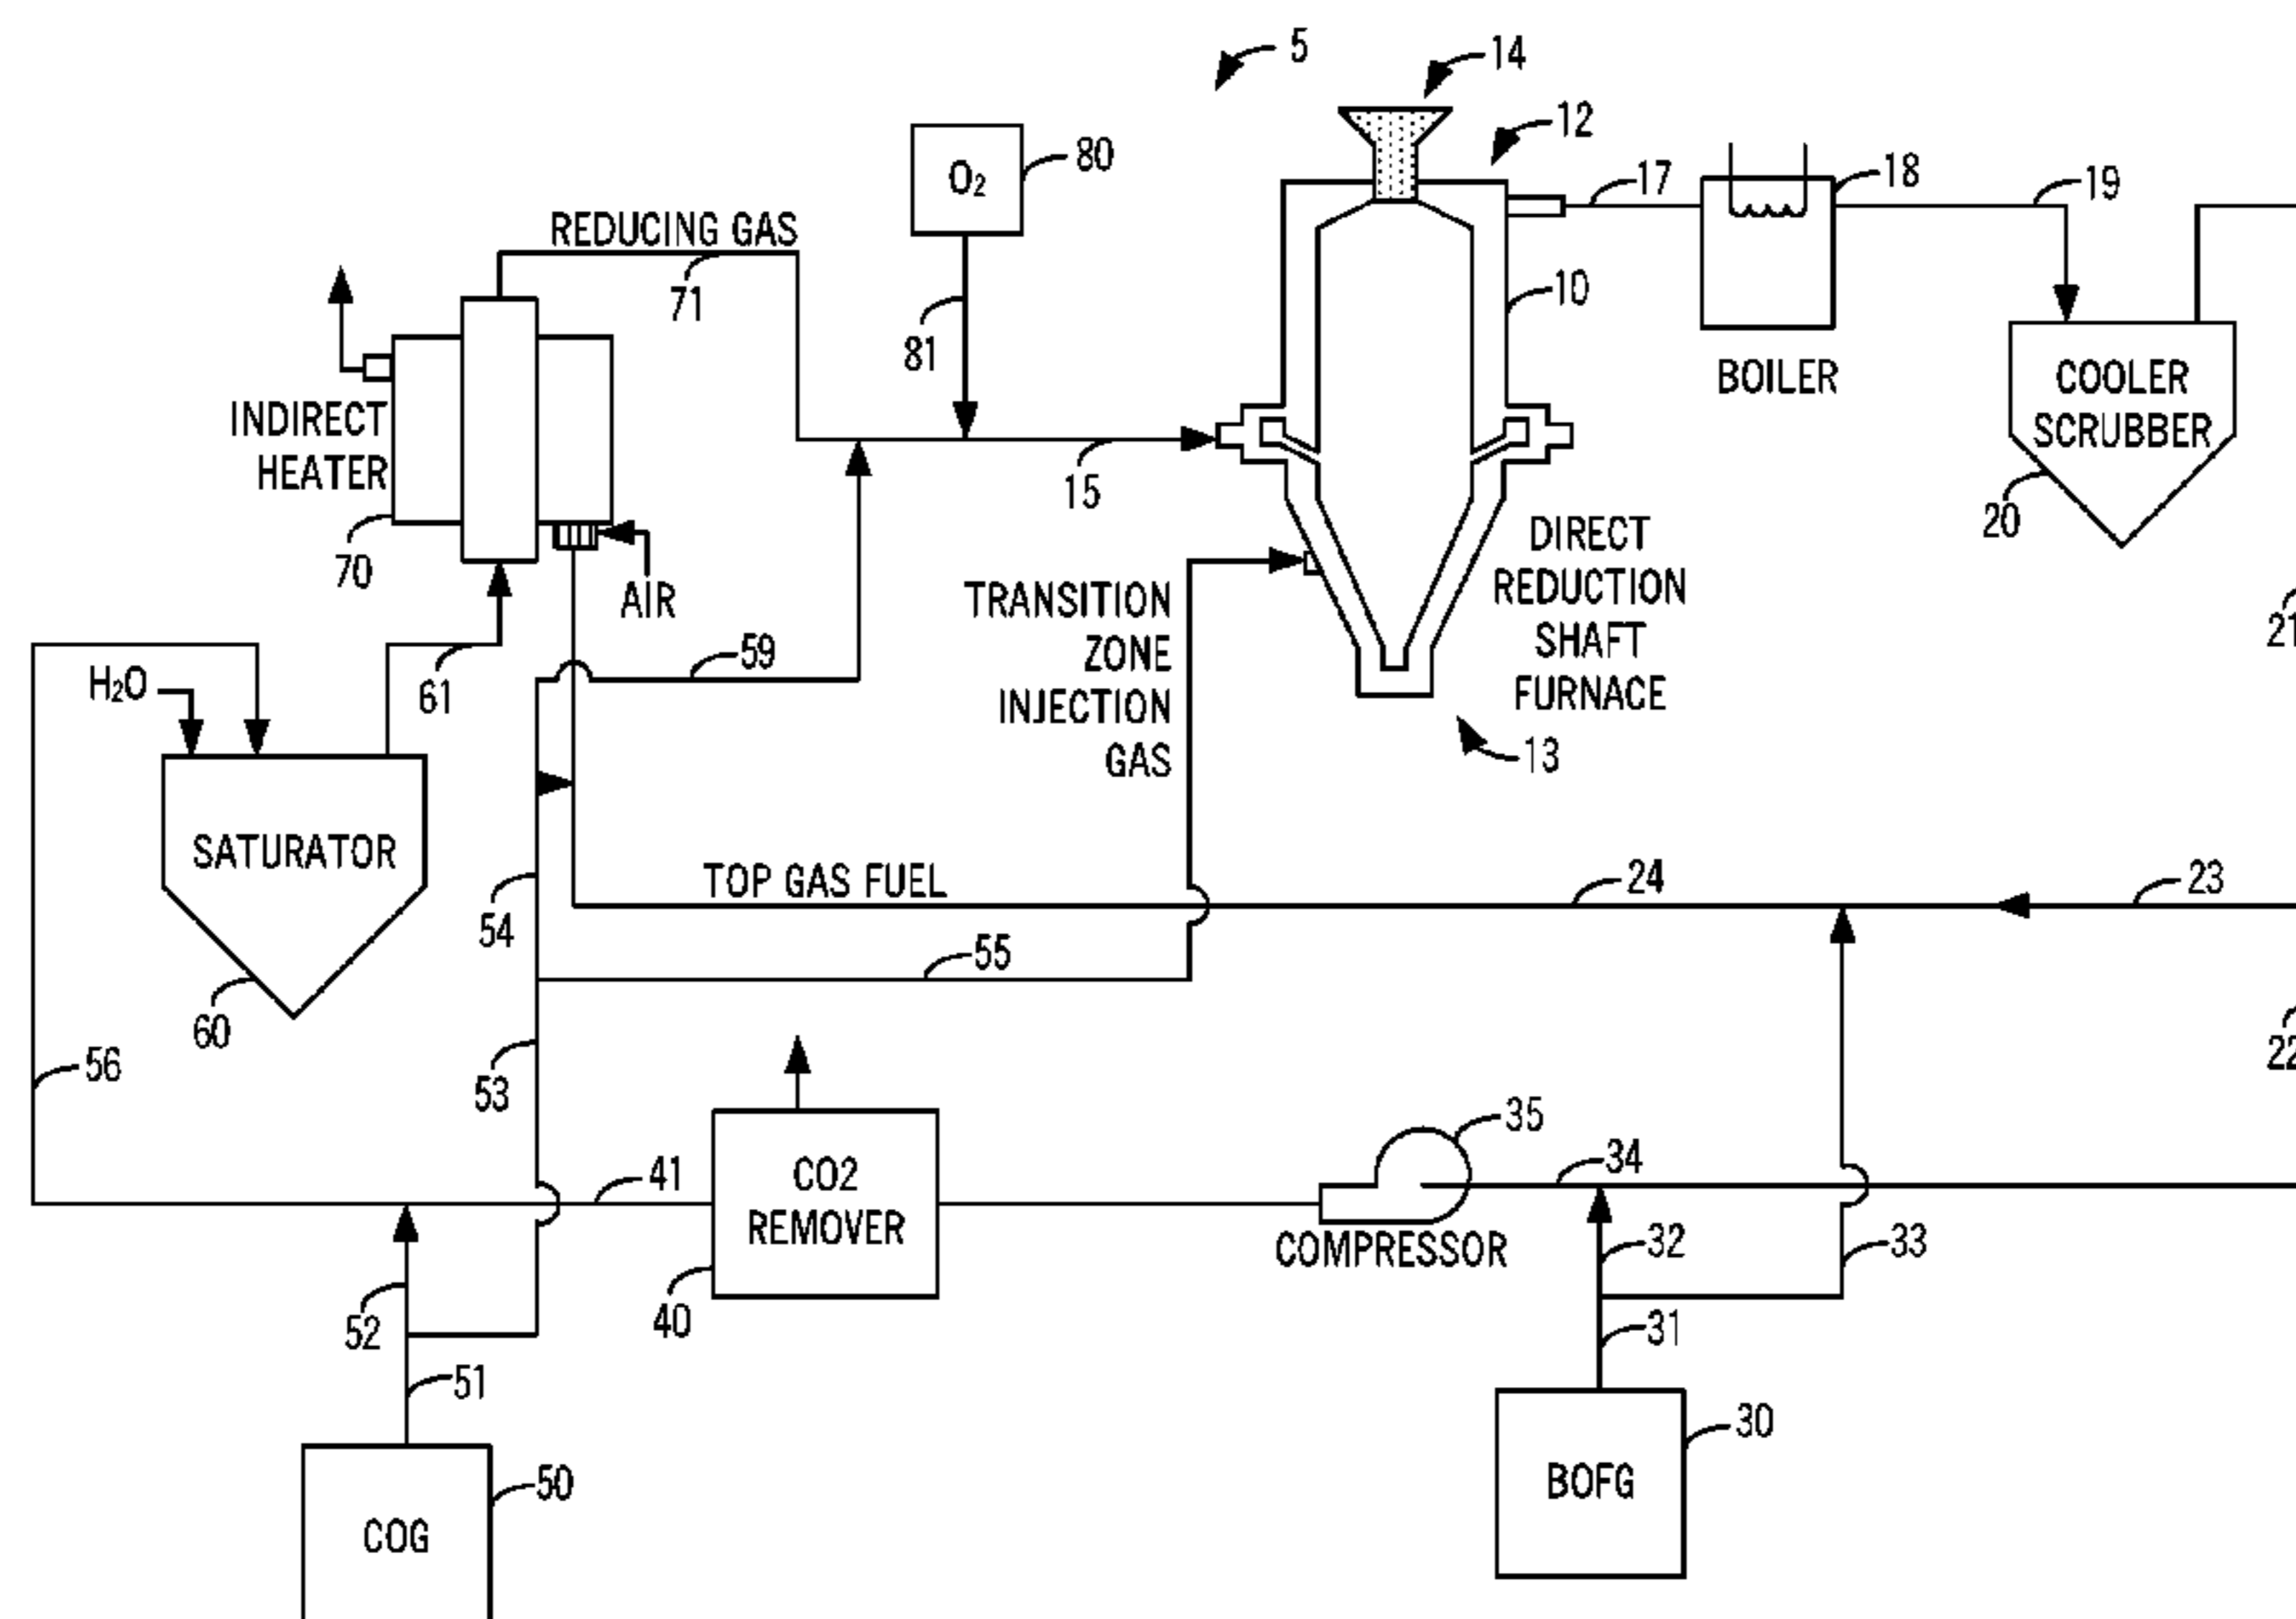 5
14
12
O2
80
17
18
19
REDUCING GAS
71
10
81
BOILER
COOLER
SCRUBBER
INDIRECT
HEATER
15
20
70
AIR
DIRECT
REDUCTION
SHAFT
FURNACE
TRANSITION
ZONE
INJECTION
GAS
21
H2O
61
59
13
SATURATOR
TOP GAS FUEL
24
23
54
55
60
56
53
22
35
CO2
REMOVER
41
34
COMPRESSOR
32
33
40
52
51
31
50
COG
30
BOFG